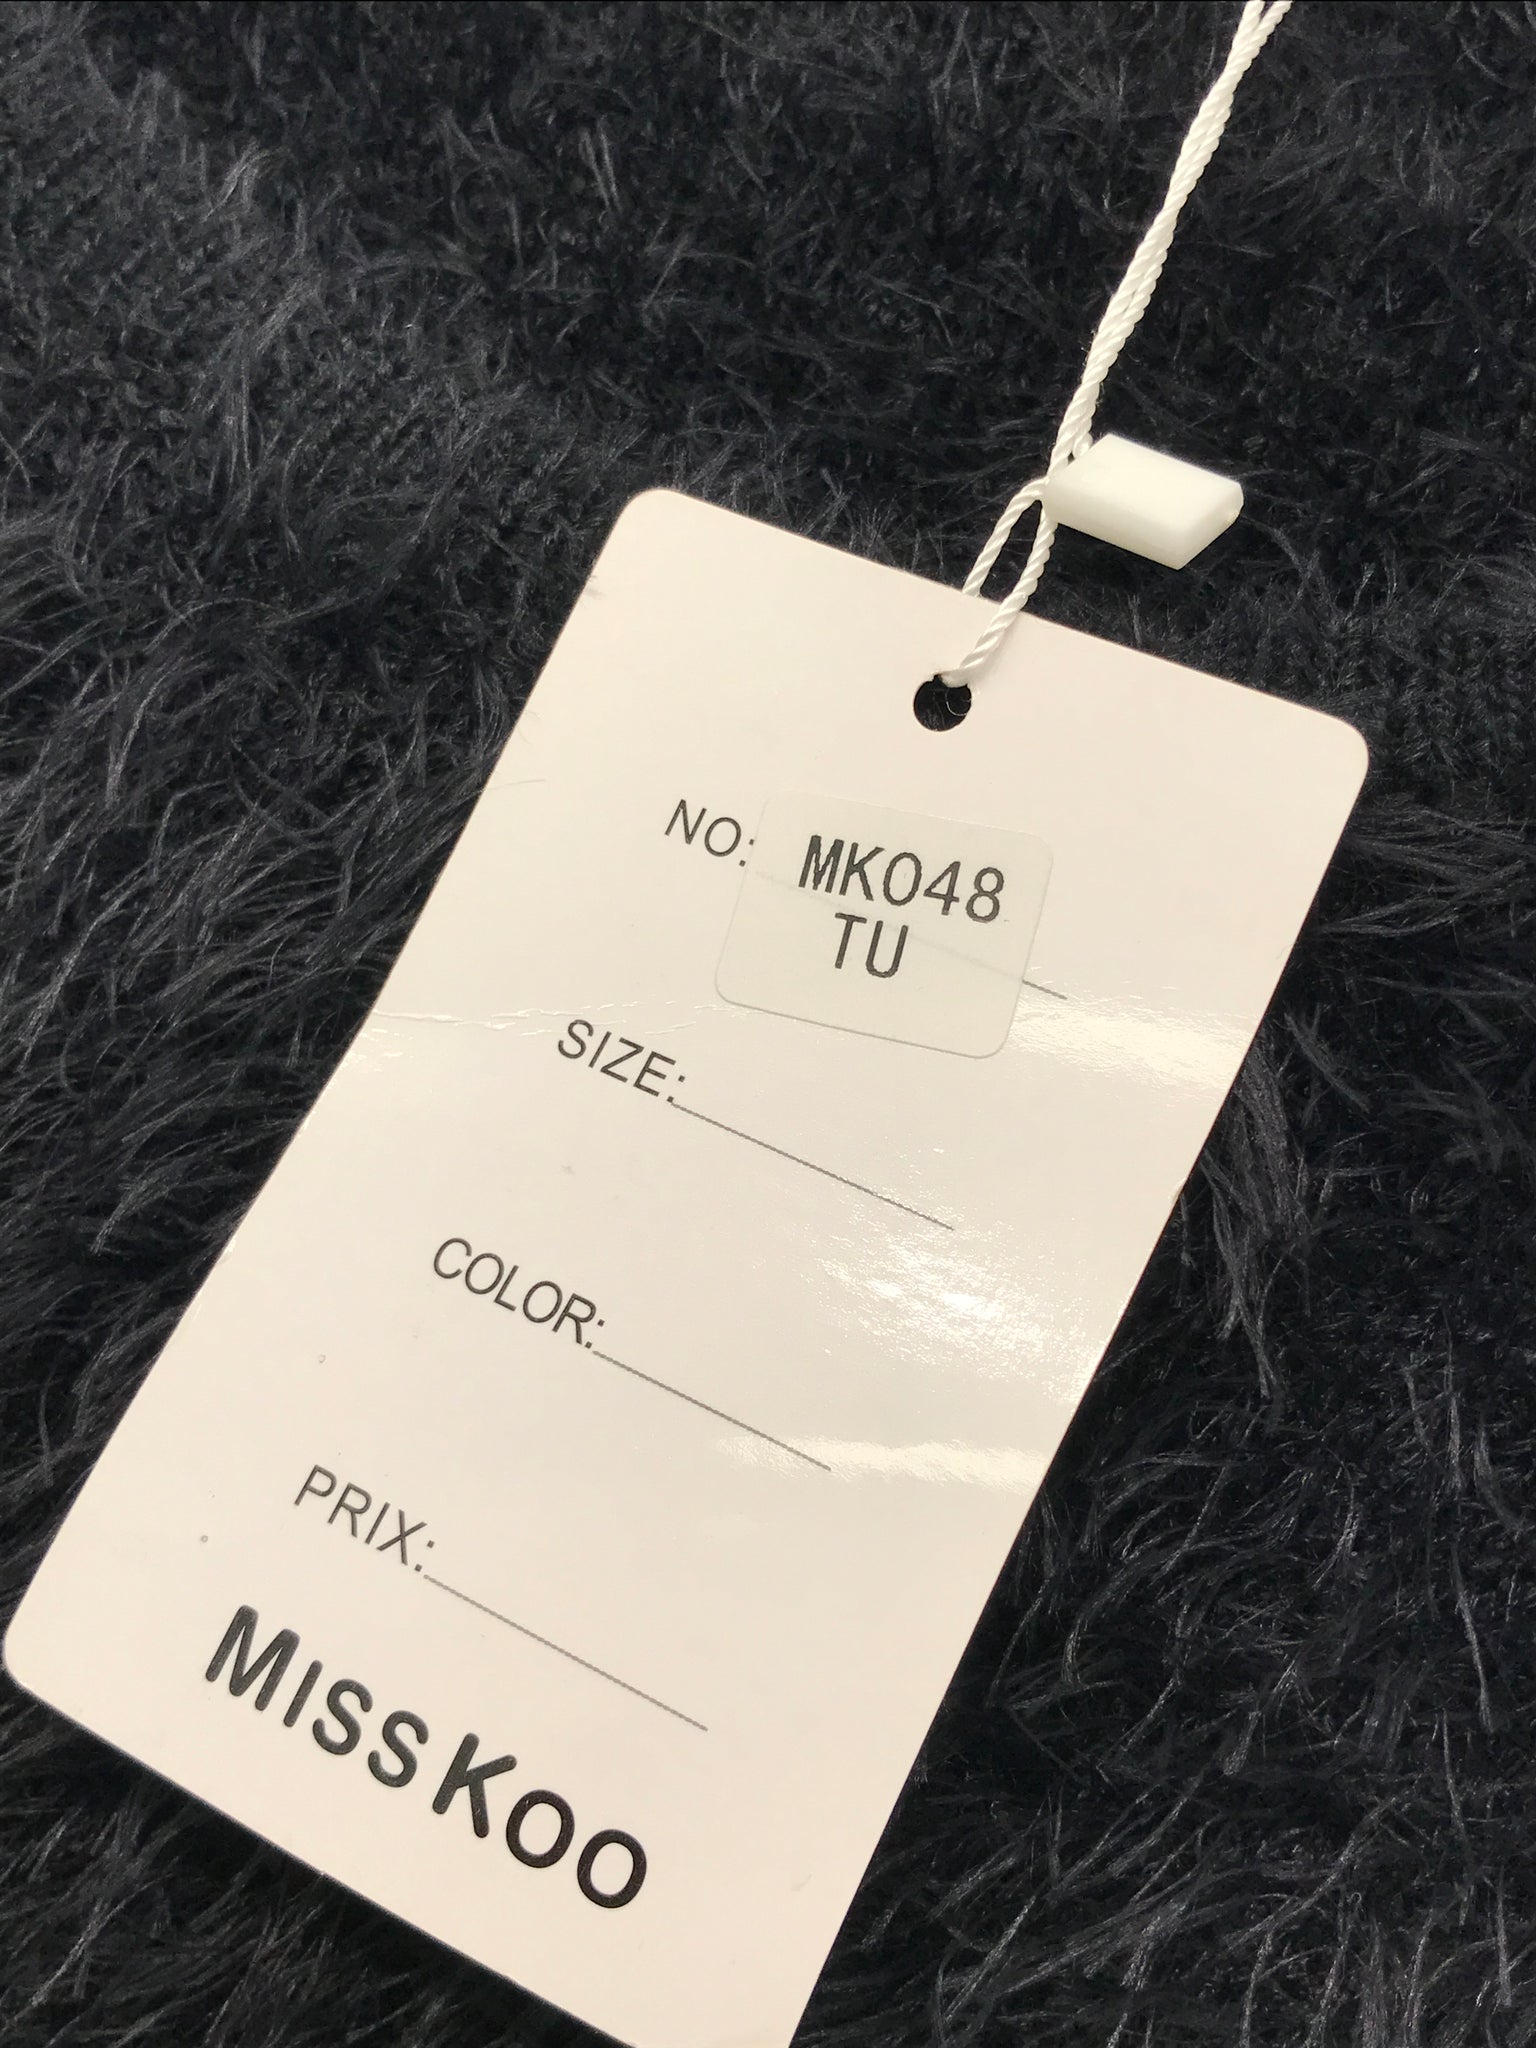 NO: MK048
TU
SIZE:
COLOR:
PRIX:
MISS KOO